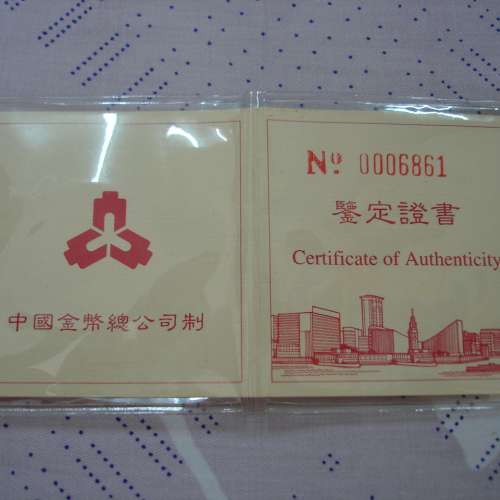 中國金幣總公司制
Nº 0006861
鑒定證書
Certificate of Authenticity